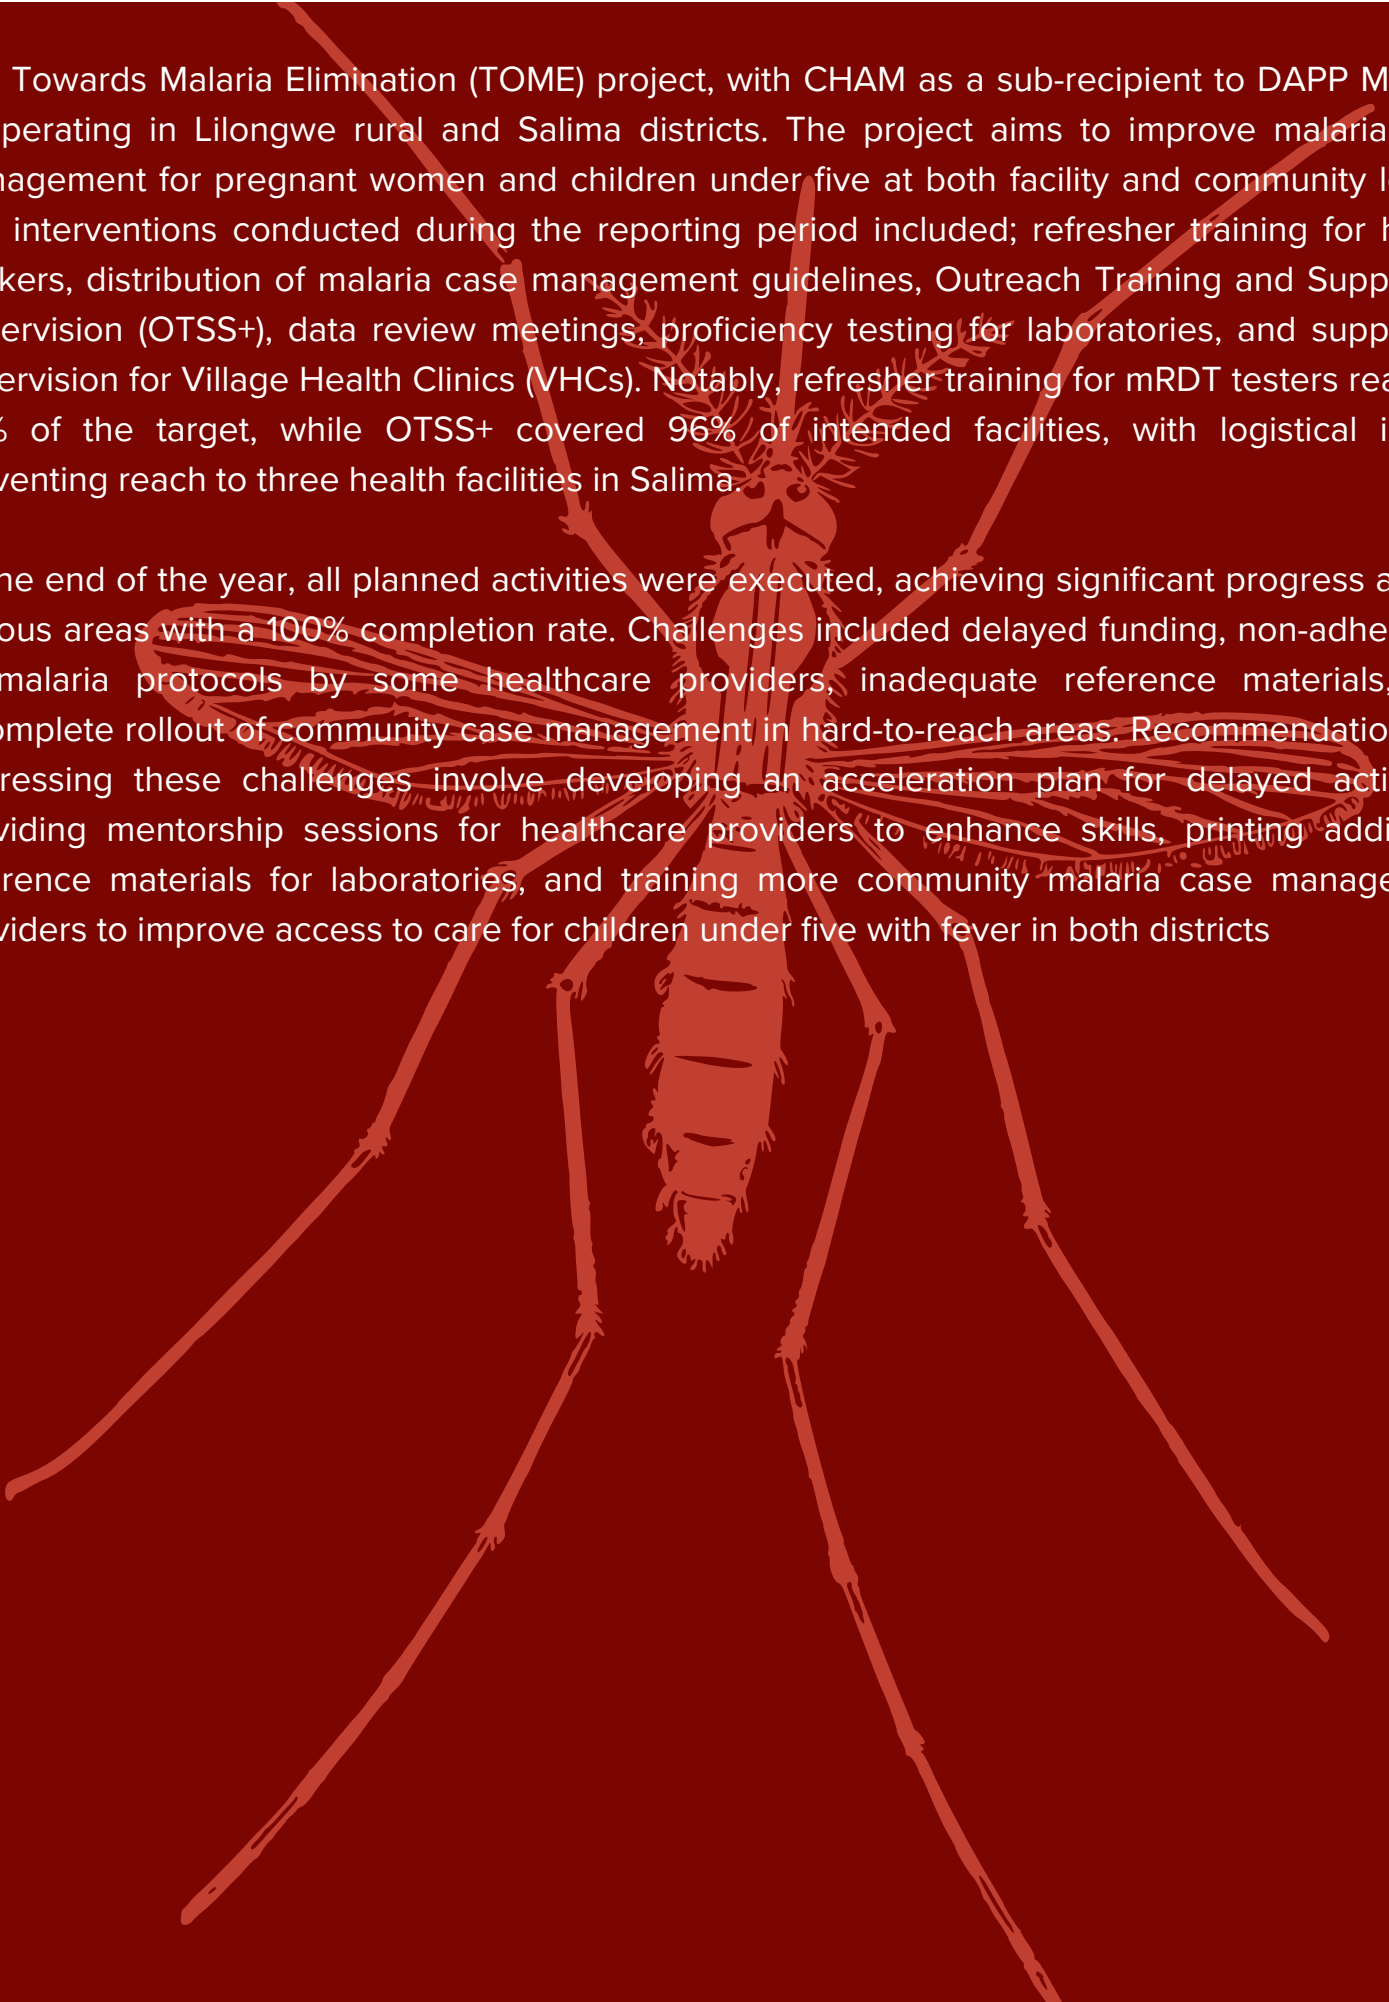 Towards Malaria Elimination (TOME) project, with CHAM as a sub-recipient to DAPP M
perating in Lilongwe rural and Salima districts. The project aims to improve malaria
nagement for pregnant women and children under five at both facility and community l
interventions conducted during the reporting period included; refresher training for h
kers, distribution of malaria case management guidelines, Outreach Training and Supp
ervision (OTSS+), data review meetings, proficiency testing for laboratories, and supp
ervision for Village Health Clinics (VHCs). Notably, refresher training for mRDT testers rea
% of the target, while OTSS+ covered 96% of intended facilities, with logistical i
venting reach to three health facilities in Salima.
he end of the year, all planned activities were executed, achieving significant progress a
ous areas with a 100% completion rate. Challenges included delayed funding, non-adhe
malaria protocols by some healthcare providers, inadequate reference materials,
omplete rollout of community case management in hard-to-reach areas. Recommendatio
ressing these challenges involve developing an acceleration plan for delayed acti
viding mentorship sessions for healthcare providers to enhance skills, printing addi
rence materials for laboratories, and training more community malaria case manage
viders to improve access to care for children under five with fever in both districts